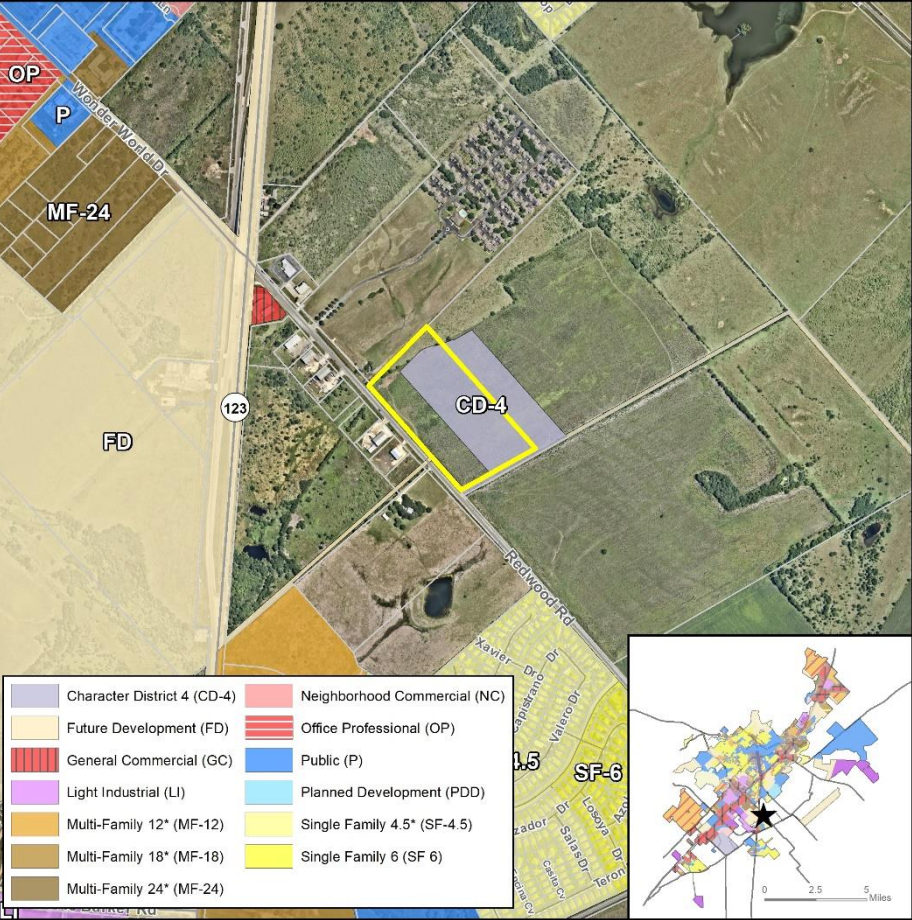 OP
P
Wonder World Dr
MF-24
123
CD-4
FD
Redwood Rd
Xavier Dr
Capistrano
Dr
Valero Dr
4.5
SF-6
Dr
Losoya
Dr
Salas Dr
Casita Cv
Teron
Character District 4 (CD-4)
Future Development (FD)
General Commercial (GC)
Light Industrial (LI)
Multi-Family 12* (MF-12)
Multi-Family 18* (MF-18)
Multi-Family 24* (MF-24)
Neighborhood Commercial (NC)
Office Professional (OP)
Public (P)
Planned Development (PDD)
Single Family 4.5* (SF-4.5)
Single Family 6 (SF 6)
0 2.5 5
Miles